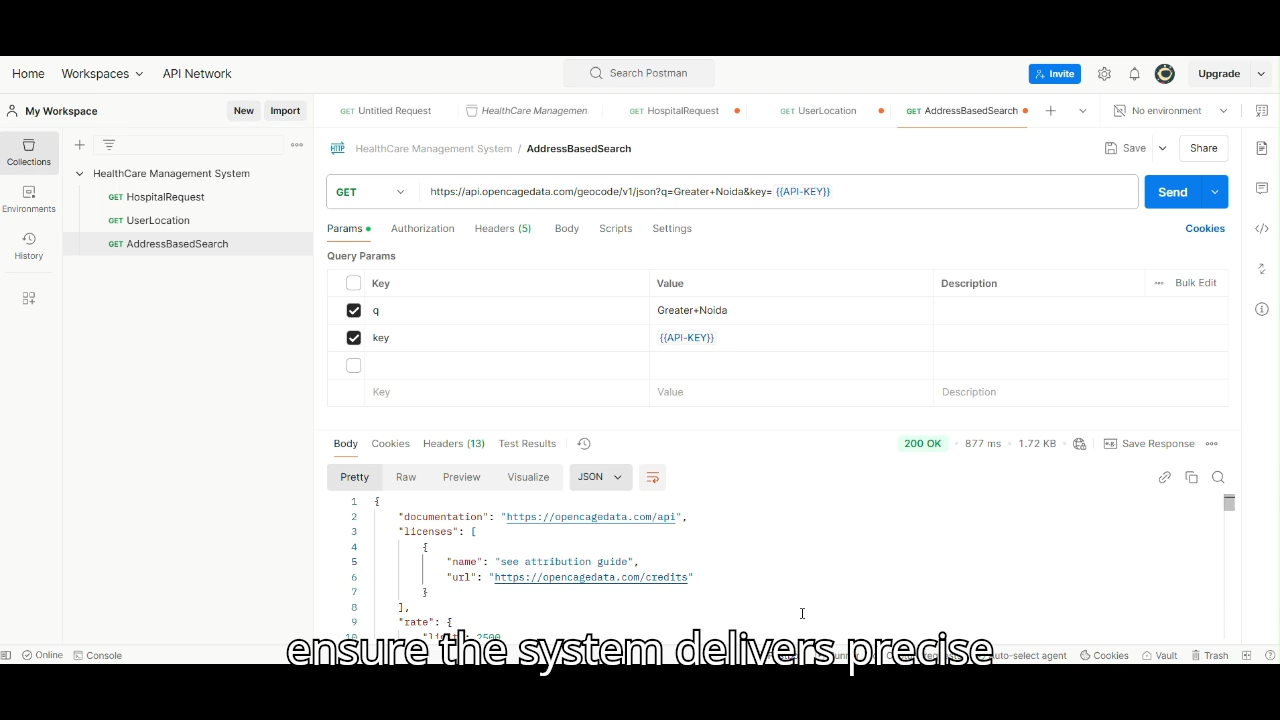 Home Workspaces API Network Search Postman Invite Upgrade
My Workspace New Import GET Untitled Request HealthCare Managemen GET HospitalRequest GET UserLocation GET AddressBasedSearch No environment
Collections
Environments
History
HealthCare Management System
GET HospitalRequest
GET UserLocation
GET AddressBasedSearch
HTTP HealthCare Management System / AddressBasedSearch Save Share
GET https://api.opencagedata.com/geocode/v1/json?q=Greater+Noida&key= {{API-KEY}} Send
Params Authorization Headers (5) Body Scripts Settings Cookies
Query Params
Key Value Description Bulk Edit
q Greater+Noida
key {{API-KEY}}
Key Value Description
Body Cookies Headers (13) Test Results 200 OK 877 ms 1.72 KB Save Response
Pretty Raw Preview Visualize JSON
1 {
2 "documentation": "https://opencagedata.com/api",
3 "licenses": [
4 {
5 "name": "see attribution guide",
6 "url": "https://opencagedata.com/credits"
7 }
8 ],
9 "rate": {
10 2500
ensure the system delivers precise
Online Console Auto-select agent Cookies Vault Trash